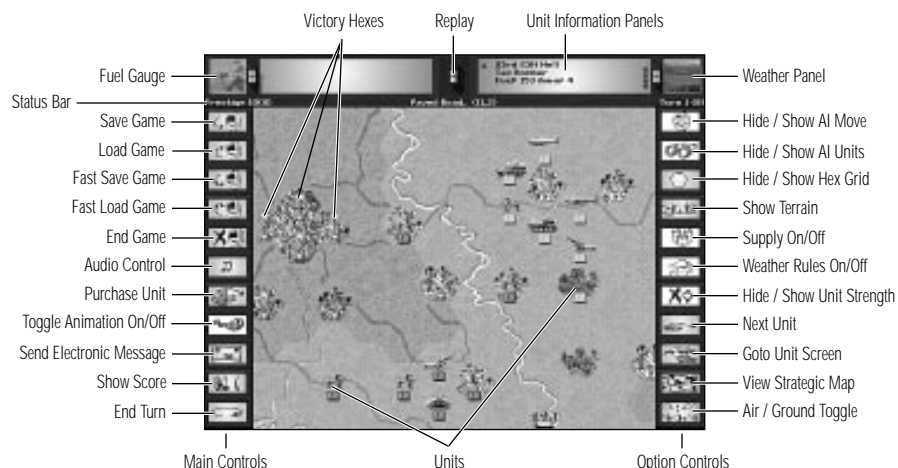 Victory Hexes
Replay
Unit Information Panels
Fuel Gauge
Weather Panel
Status Bar
Save Game
Load Game
Fast Save Game
Fast Load Game
End Game
Audio Control
Purchase Unit
Toggle Animation On/Off
Send Electronic Message
Show Score
End Turn
Hide / Show AI Move
Hide / Show AI Units
Hide / Show Hex Grid
Show Terrain
Supply On/Off
Weather Rules On/Off
Hide / Show Unit Strength
Next Unit
Goto Unit Screen
View Strategic Map
Air / Ground Toggle
Main Controls
Units
Option Controls